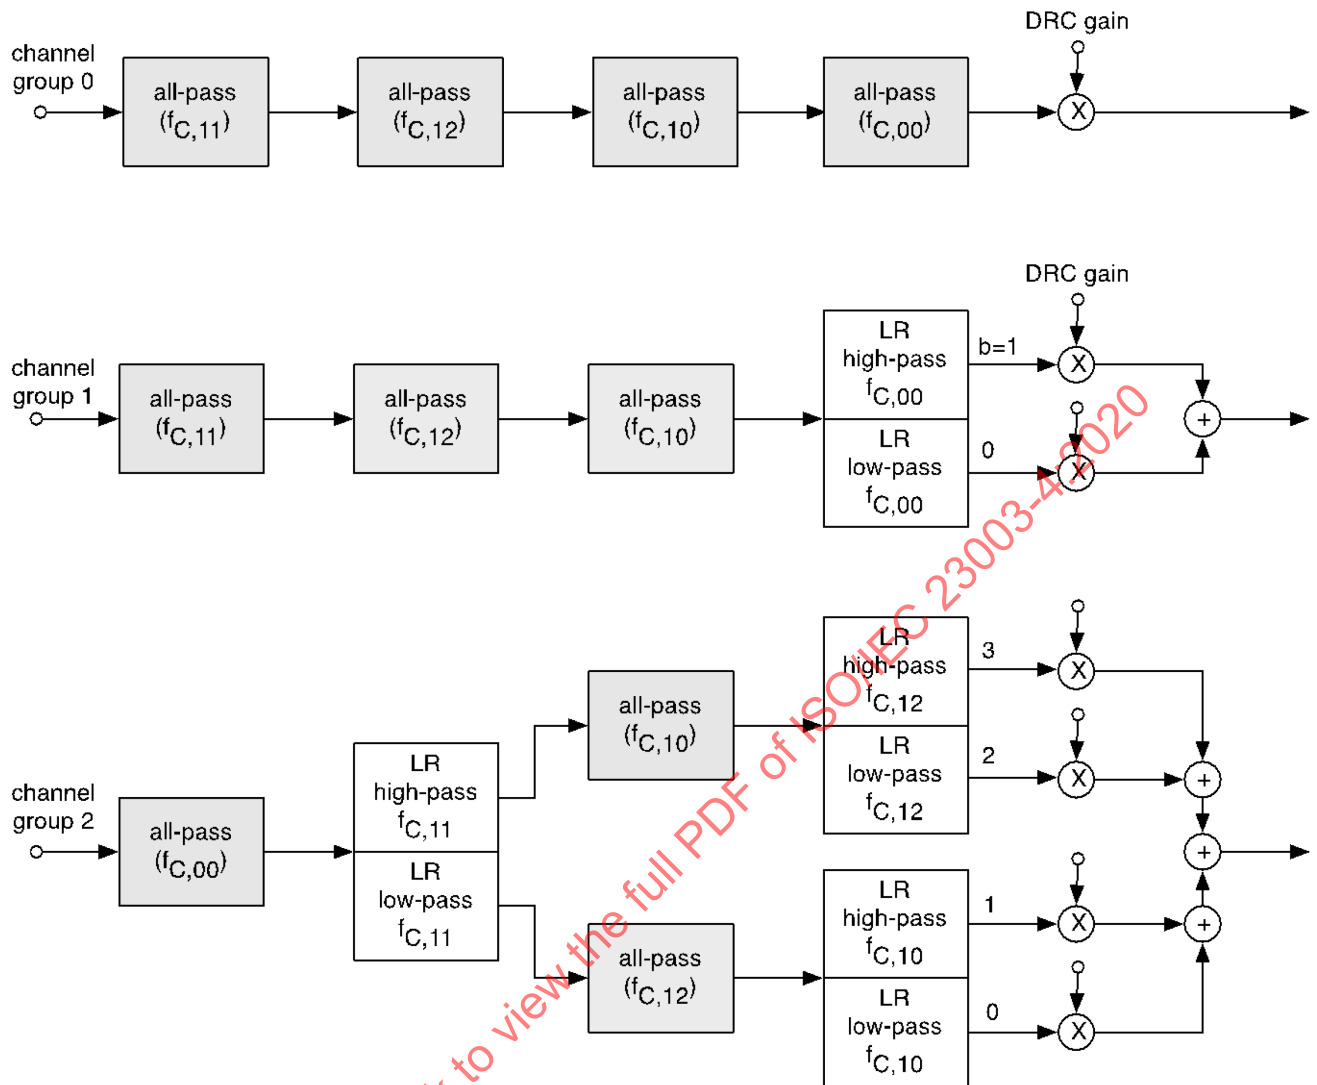 DRC gain
channel
group 0
all-pass
(fC,11)
all-pass
(fC,12)
all-pass
(fC,10)
all-pass
(fC,00)
X
DRC gain
channel
group 1
all-pass
(fC,11)
all-pass
(fC,12)
all-pass
(fC,10)
LR
high-pass
fC,00
LR
low-pass
fC,00
b=1
0
X
X
+
channel
group 2
all-pass
(fC,00)
LR
high-pass
fC,11
LR
low-pass
fC,11
all-pass
(fC,10)
all-pass
(fC,12)
LR
high-pass
fC,12
LR
low-pass
fC,12
3
2
X
X
+
+
LR
high-pass
fC,10
LR
low-pass
fC,10
1
0
X
X
+
to view the full PDF of ISO/IEC 23003-4:2020